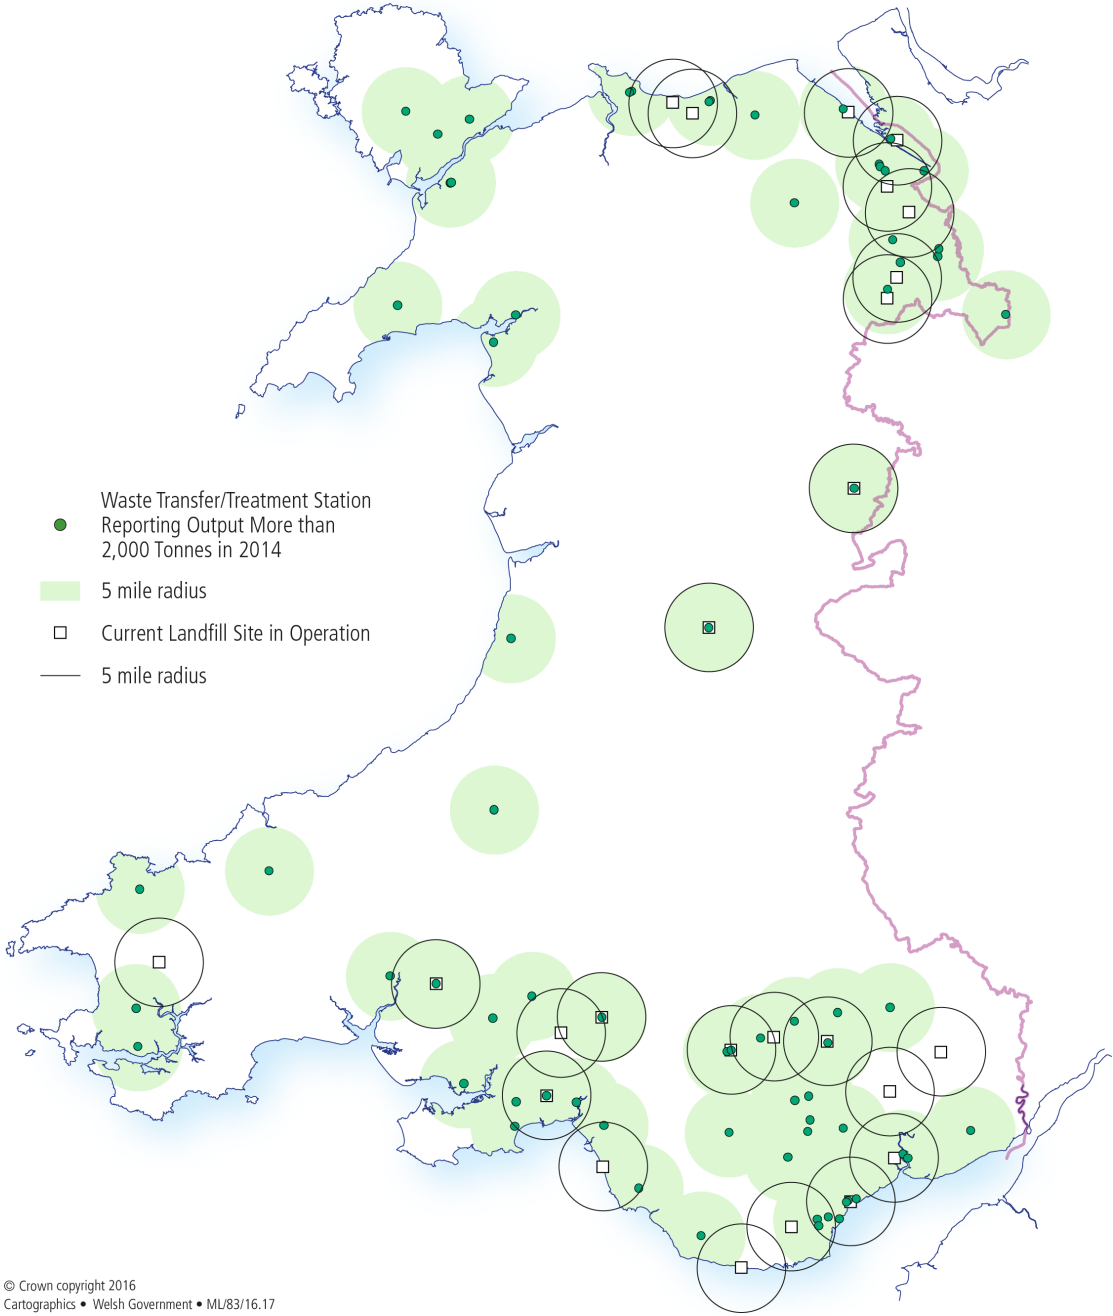 Waste Transfer/Treatment Station
Reporting Output More than
2,000 Tonnes in 2014
5 mile radius
Current Landfill Site in Operation
5 mile radius
© Crown copyright 2016
Cartographics • Welsh Government • ML/83/16.17